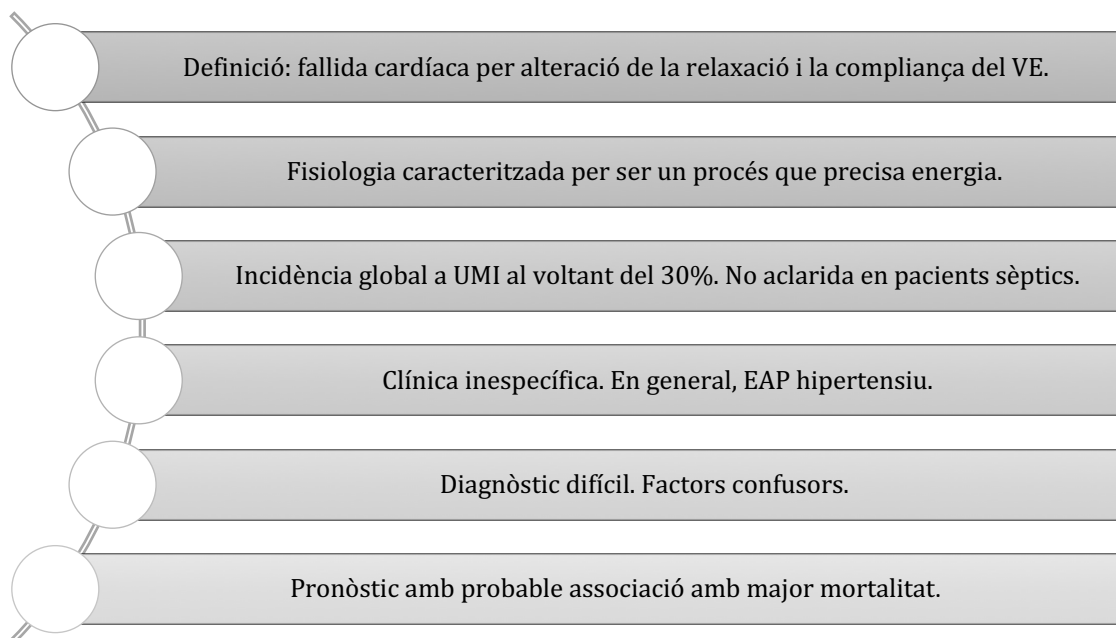 Definició: fallida cardíaca per alteració de la relaxació i la compliança del VE.
Fisiologia caracteritzada per ser un procés que precisa energia.
Incidència global a UMI al voltant del 30%. No aclarida en pacients sèptics.
Clínica inespecífica. En general, EAP hipertensiu.
Diagnòstic difícil. Factors confusors.
Pronòstic amb probable associació amb major mortalitat.